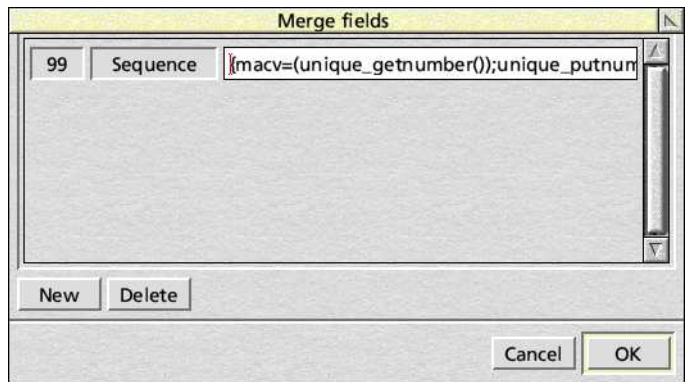 Merge fields
99 Sequence {macv=(unique_getnumber());unique_putnum
New Delete
Cancel OK